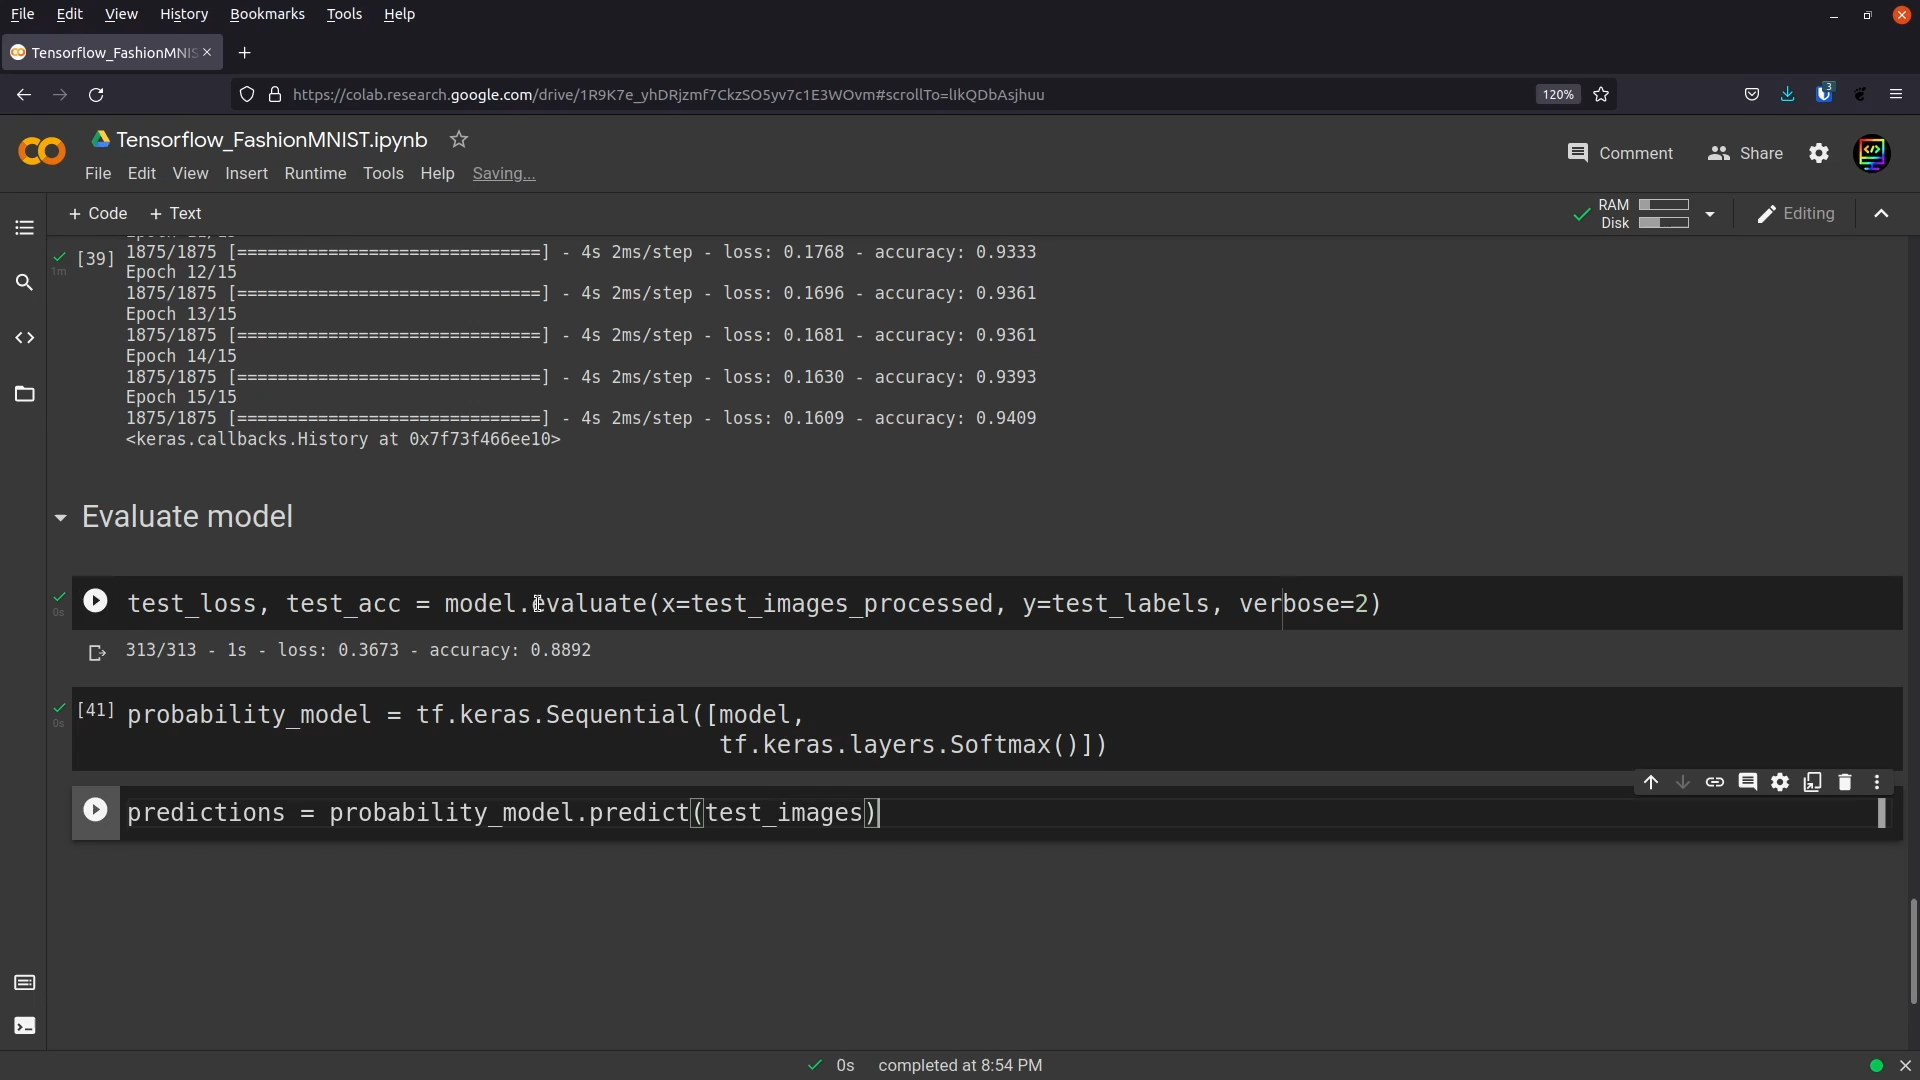 File Edit View History Bookmarks Tools Help
Tensorflow_FashionMNIS
https://colab.research.google.com/drive/1R9K7e_yhDRjzmf7CkzSO5yv7c1E3WOvm#scrollTo=lIkQDbAsjhuu 120% 3
Tensorflow_FashionMNIST.ipynb
File Edit View Insert Runtime Tools Help Saving...
Comment Share
+ Code + Text
RAM
Disk
Editing
[39] 1875/1875 [==============================] - 4s 2ms/step - loss: 0.1768 - accuracy: 0.9333
1m
Epoch 12/15
1875/1875 [==============================] - 4s 2ms/step - loss: 0.1696 - accuracy: 0.9361
Epoch 13/15
1875/1875 [==============================] - 4s 2ms/step - loss: 0.1681 - accuracy: 0.9361
Epoch 14/15
1875/1875 [==============================] - 4s 2ms/step - loss: 0.1630 - accuracy: 0.9393
Epoch 15/15
1875/1875 [==============================] - 4s 2ms/step - loss: 0.1609 - accuracy: 0.9409
<keras.callbacks.History at 0x7f73f466ee10>
Evaluate model
test_loss, test_acc = model.evaluate(x=test_images_processed, y=test_labels, verbose=2)
0s
313/313 - 1s - loss: 0.3673 - accuracy: 0.8892
[41] probability_model = tf.keras.Sequential([model,
0s
tf.keras.layers.Softmax()])
predictions = probability_model.predict(test_images)
0s completed at 8:54 PM